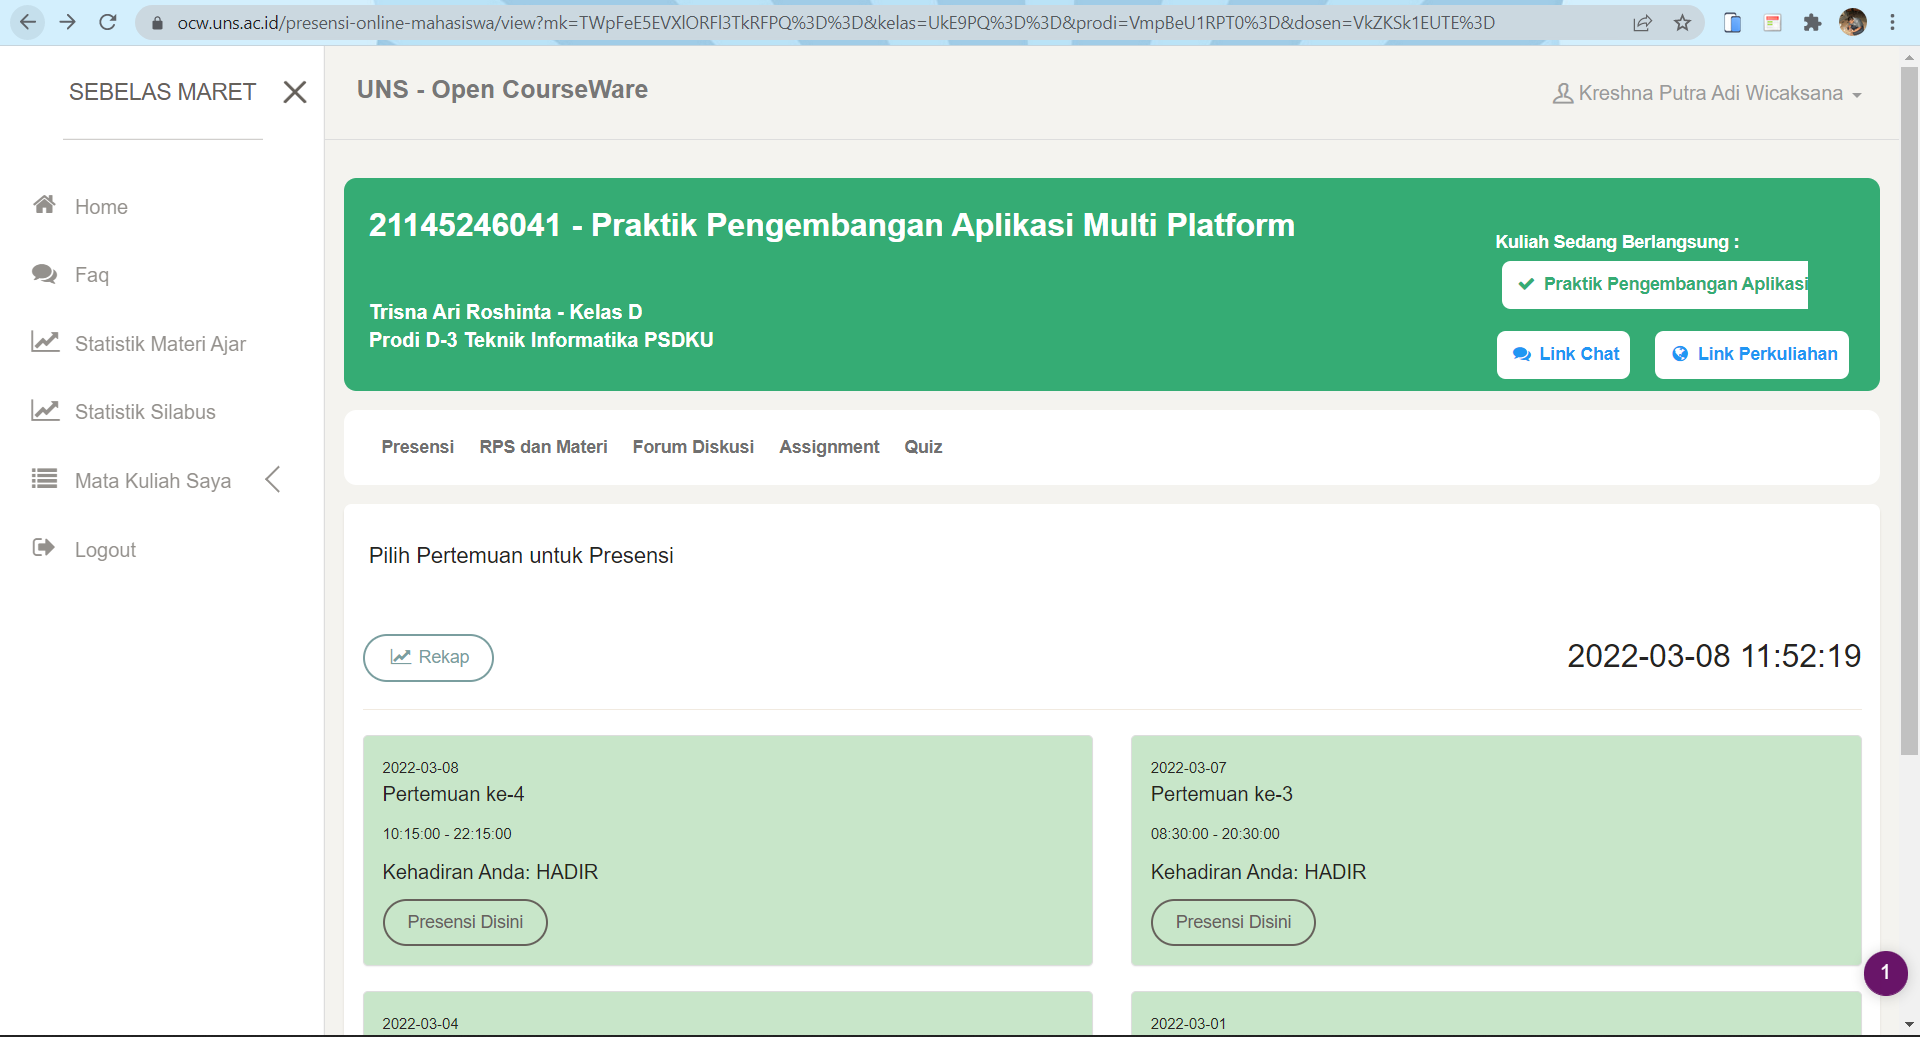 ocw.uns.ac.id/presensi-online-mahasiswa/view?mk=TWpFeE5EVXlORFl3TkRFPQ%3D%3D&kelas=UkE9PQ%3D%3D&prodi=VmpBeU1RPT0%3D&dosen=VkZKSk1EUTE%3D
SEBELAS MARET
UNS - Open CourseWare
Kreshna Putra Adi Wicaksana
Home
Faq
Statistik Materi Ajar
Statistik Silabus
Mata Kuliah Saya
Logout
21145246041 - Praktik Pengembangan Aplikasi Multi Platform
Trisna Ari Roshinta - Kelas D
Prodi D-3 Teknik Informatika PSDKU
Kuliah Sedang Berlangsung :
Praktik Pengembangan Aplikasi
Link Chat
Link Perkuliahan
Presensi RPS dan Materi Forum Diskusi Assignment Quiz
Pilih Pertemuan untuk Presensi
Rekap
2022-03-08 11:52:19
2022-03-08
Pertemuan ke-4
10:15:00 - 22:15:00
Kehadiran Anda: HADIR
Presensi Disini
2022-03-07
Pertemuan ke-3
08:30:00 - 20:30:00
Kehadiran Anda: HADIR
Presensi Disini
2022-03-04
2022-03-01
1